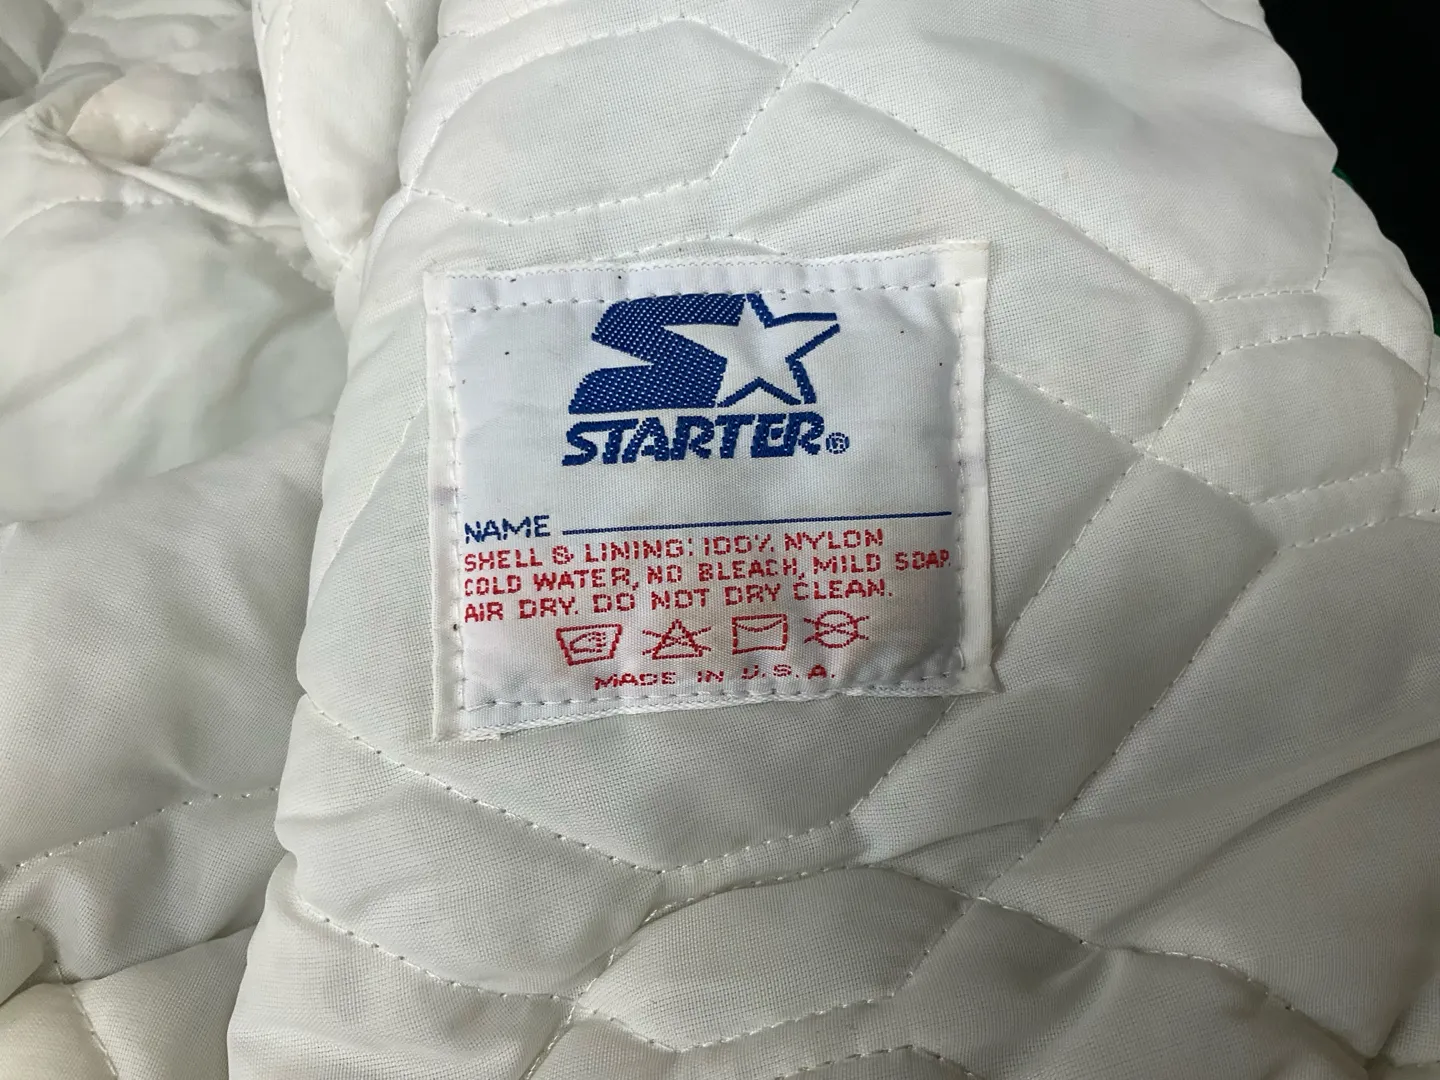 STARTER®
NAME
SHELL & LINING: 100% NYLON
COLD WATER, NO BLEACH, MILD SOAP.
AIR DRY. DO NOT DRY CLEAN.
MADE IN U.S.A.